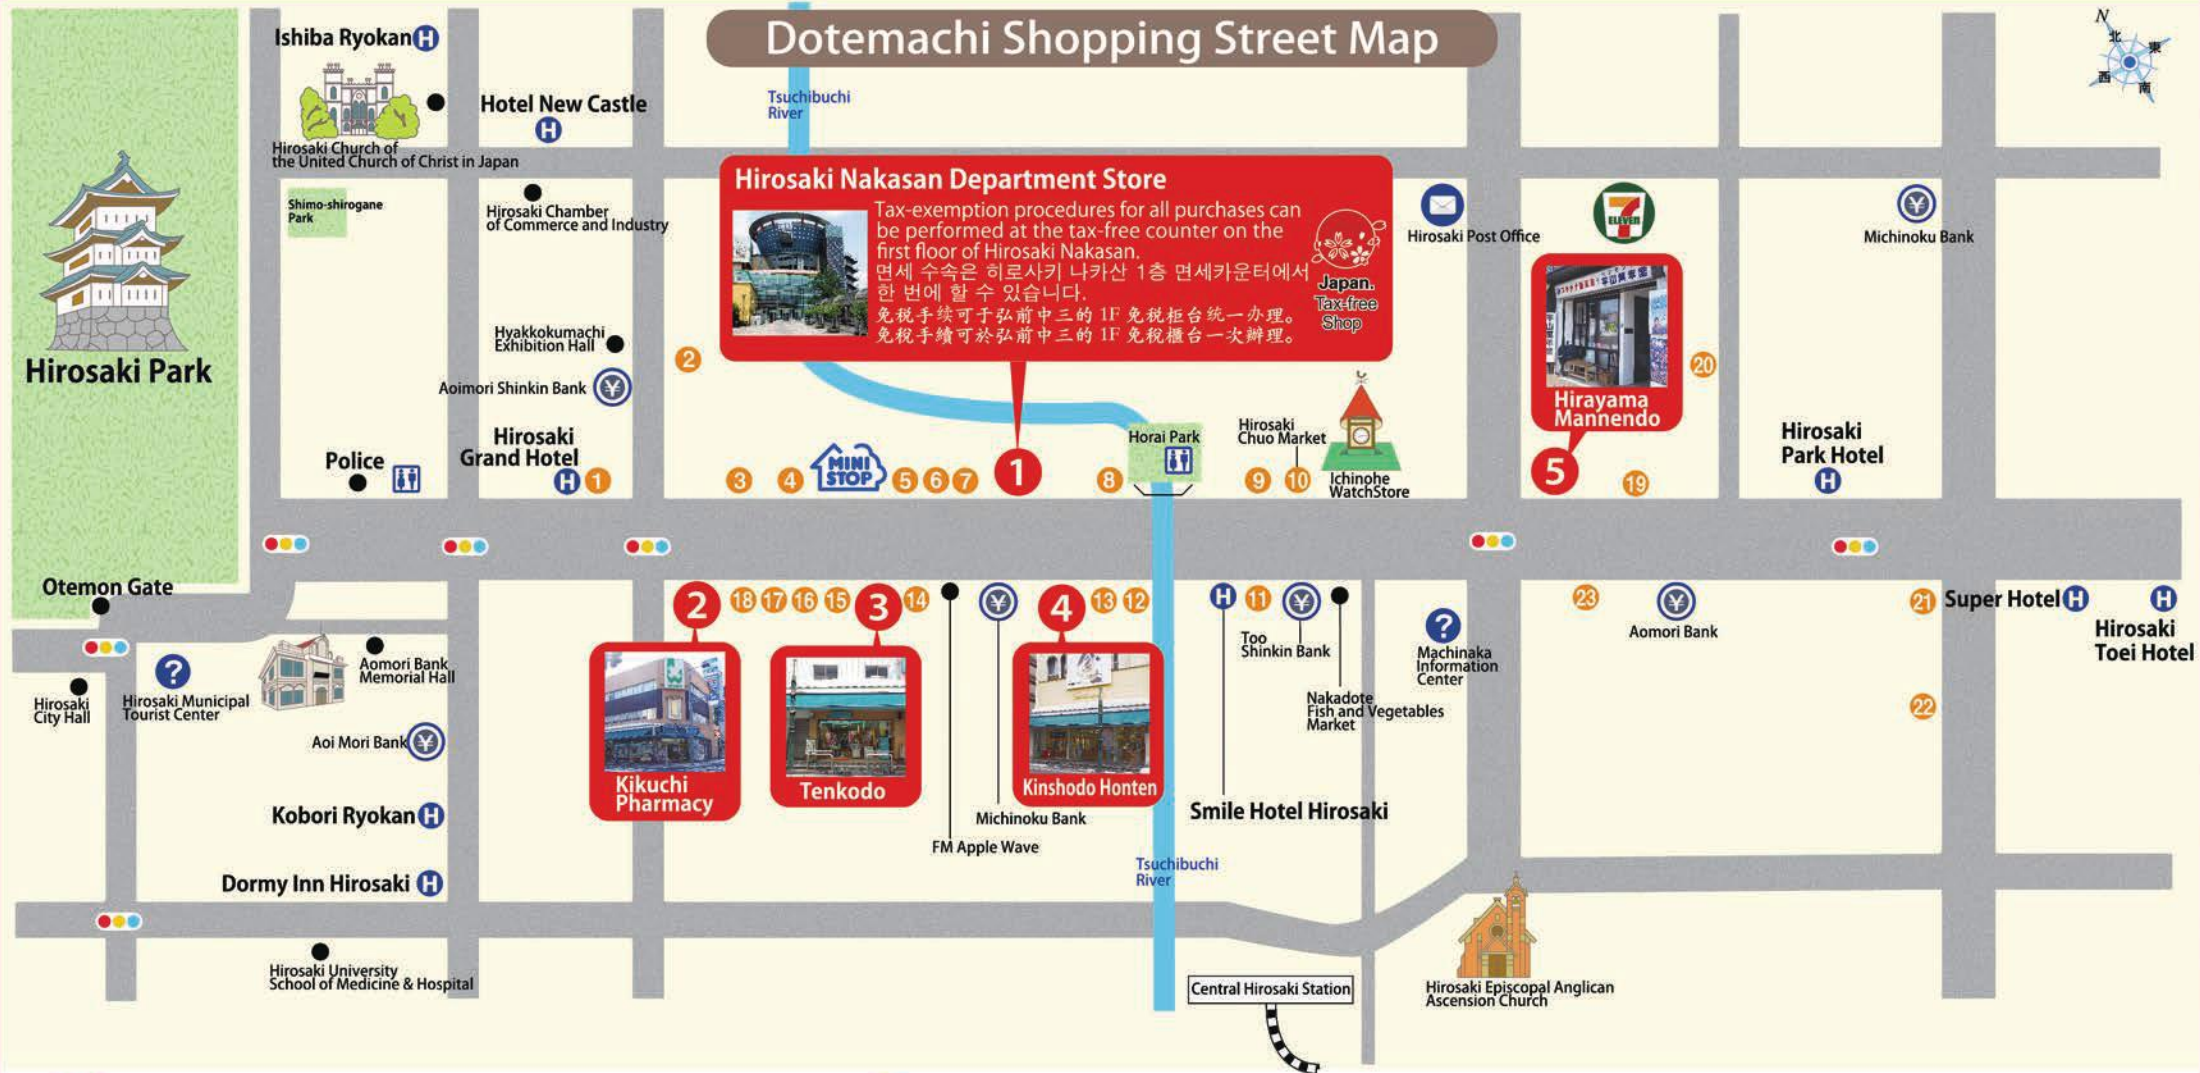 Dotemachi Shopping Street Map
N
北
東
西
南
Ishiba Ryokan H
Hotel New Castle
H
Hirosaki Church of
the United Church of Christ in Japan
Tsuchibuchi
River
Shimo-shirogane
Park
Hirosaki Chamber
of Commerce and Industry
Hirosaki Nakasan Department Store
Tax-exemption procedures for all purchases can
be performed at the tax-free counter on the
first floor of Hirosaki Nakasan.
면세 수속은 히로사키 나카산 1층 면세카운터에서
한 번에 할 수 있습니다.
免税手续可于弘前中三的 1F 免税柜台统一办理。
免稅手續可於弘前中三的 1F 免稅櫃台一次辦理。
Japan.
Tax-free
Shop
Hirosaki Post Office
7
ELEVEN
¥
Michinoku Bank
Hirosaki Park
Hyakkokumachi
Exhibition Hall
Aoimori Shinkin Bank ¥
2
Hirayama
Mannendo
20
Hirosaki
Grand Hotel
H 1
Police
3
4
MINI
STOP
5 6 7
1
8
Horai Park
Hirosaki
Chuo Market
9 10
Ichinohe
WatchStore
5
19
Hirosaki
Park Hotel
H
Otemon Gate
2
18 17 16 15
3
14
¥
4
13 12
H 11 ¥
Too
Shinkin Bank
?
Machinaka
Information
Center
23
¥
Aomori Bank
21
Super Hotel H
H
Hirosaki
Toei Hotel
Hirosaki
City Hall
?
Hirosaki Municipal
Tourist Center
Aomori Bank
Memorial Hall
Aoi Mori Bank ¥
Kikuchi
Pharmacy
Tenkodo
Kinshodo Honten
Nakadote
Fish and Vegetables
Market
22
Kobori Ryokan H
Michinoku Bank
FM Apple Wave
Smile Hotel Hirosaki
Dormy Inn Hirosaki H
Tsuchibuchi
River
Hirosaki University
School of Medicine & Hospital
Central Hirosaki Station
Hirosaki Episcopal Anglican
Ascension Church